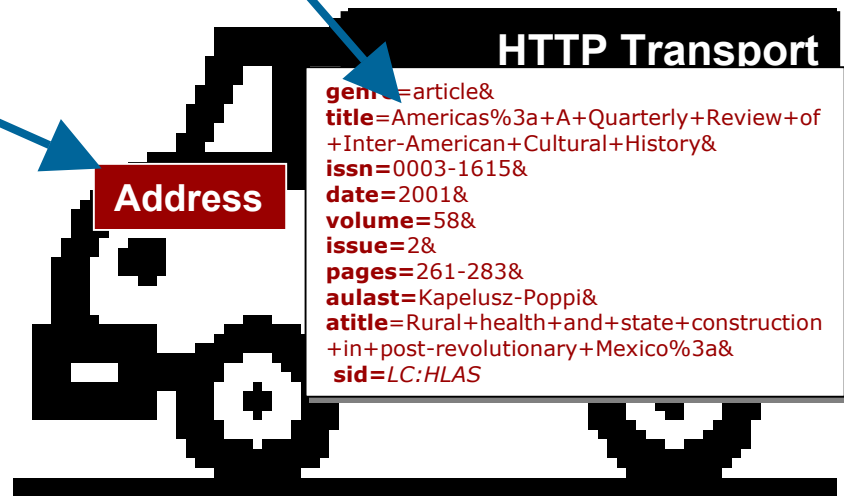 HTTP Transport
genre=article&
title=Americas%3a+A+Quarterly+Review+of
+Inter-American+Cultural+History&
issn=0003-1615&
date=2001&
volume=58&
issue=2&
pages=261-283&
aulast=Kapelusz-Poppi&
atitle=Rural+health+and+state+construction
+in+post-revolutionary+Mexico%3a&
sid=LC:HLAS
Address